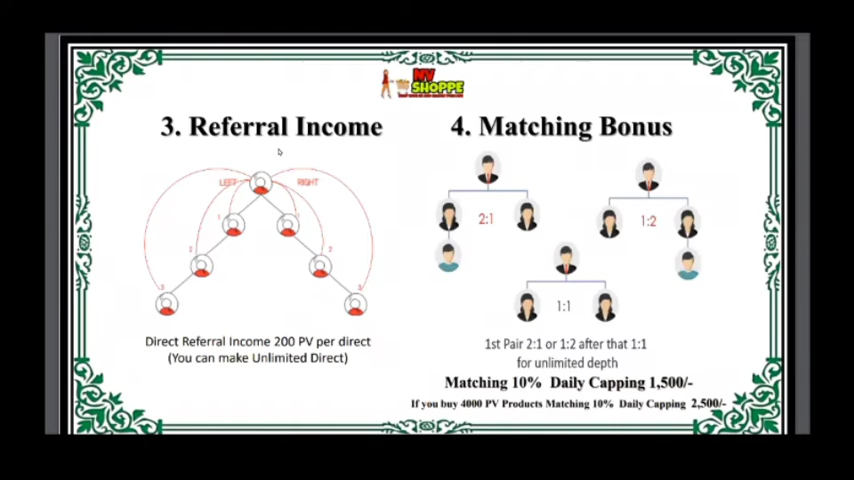 NV
SHOPPE
3. Referral Income
LEFT
RIGHT
1
1
2
2
3
3
Direct Referral Income 200 PV per direct
(You can make Unlimited Direct)
4. Matching Bonus
2:1
1:2
1:1
1st Pair 2:1 or 1:2 after that 1:1
for unlimited depth
Matching 10% Daily Capping 1,500/-
If you buy 4000 PV Products Matching 10% Daily Capping 2,500/-